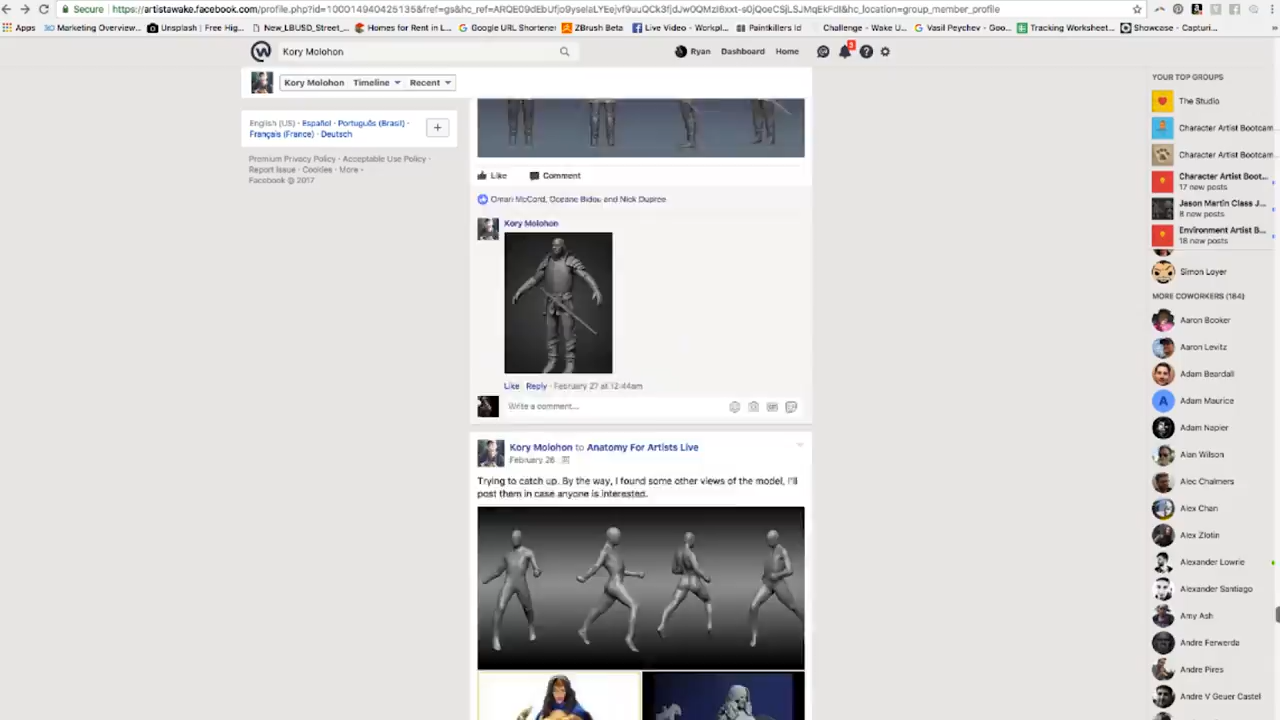 Secure
https://artistawake.facebook.com/profile.php?id=100014940425135&fref=gs&hc_ref=
&hc_location=group_member_profile
Apps
Marketing Overview...
Unsplash | Free Hig...
New_LBUSD_Street...
Homes for Rent in L...
Google URL Shortener
ZBrush Beta
Live Video - Workpl...
Paintkillers Id
Challenge - Wake U...
Vasil Peychev - Goo...
Tracking Worksheet...
Showcase - Capturi...
Kory Molohon
Ryan
Dashboard
Home
3
Kory Molohon
Timeline
Recent
English (US) · Español · Português (Brasil) ·
Français (France) · Deutsch
+
Premium Privacy Policy · Acceptable Use Policy ·
Report Issue · Cookies · More ·
Facebook © 2017
Like
Comment
Omari McCord, Oceane Bidou and Nick Dupree
Kory Molohon
Like
Reply · February 27 at 12:44am
Write a comment...
Kory Molohon to Anatomy For Artists Live
February 26
Trying to catch up. By the way, I found some other views of the model, I'll
post them in case anyone is interested.
YOUR TOP GROUPS
The Studio
Character Artist Bootcam
Character Artist Bootcam
Character Artist Boot...
17 new posts
Jason Martin Class J...
8 new posts
Environment Artist B...
18 new posts
Simon Loyer
MORE COWORKERS (184)
Aaron Booker
Aaron Levitz
Adam Beardall
A
Adam Maurice
Adam Napier
Alan Wilson
Alec Chalmers
Alex Chan
Alex Zlotin
Alexander Lowrie
Alexander Santiago
Amy Ash
Andre Ferwerda
Andre Pires
Andre V Geuer Castel